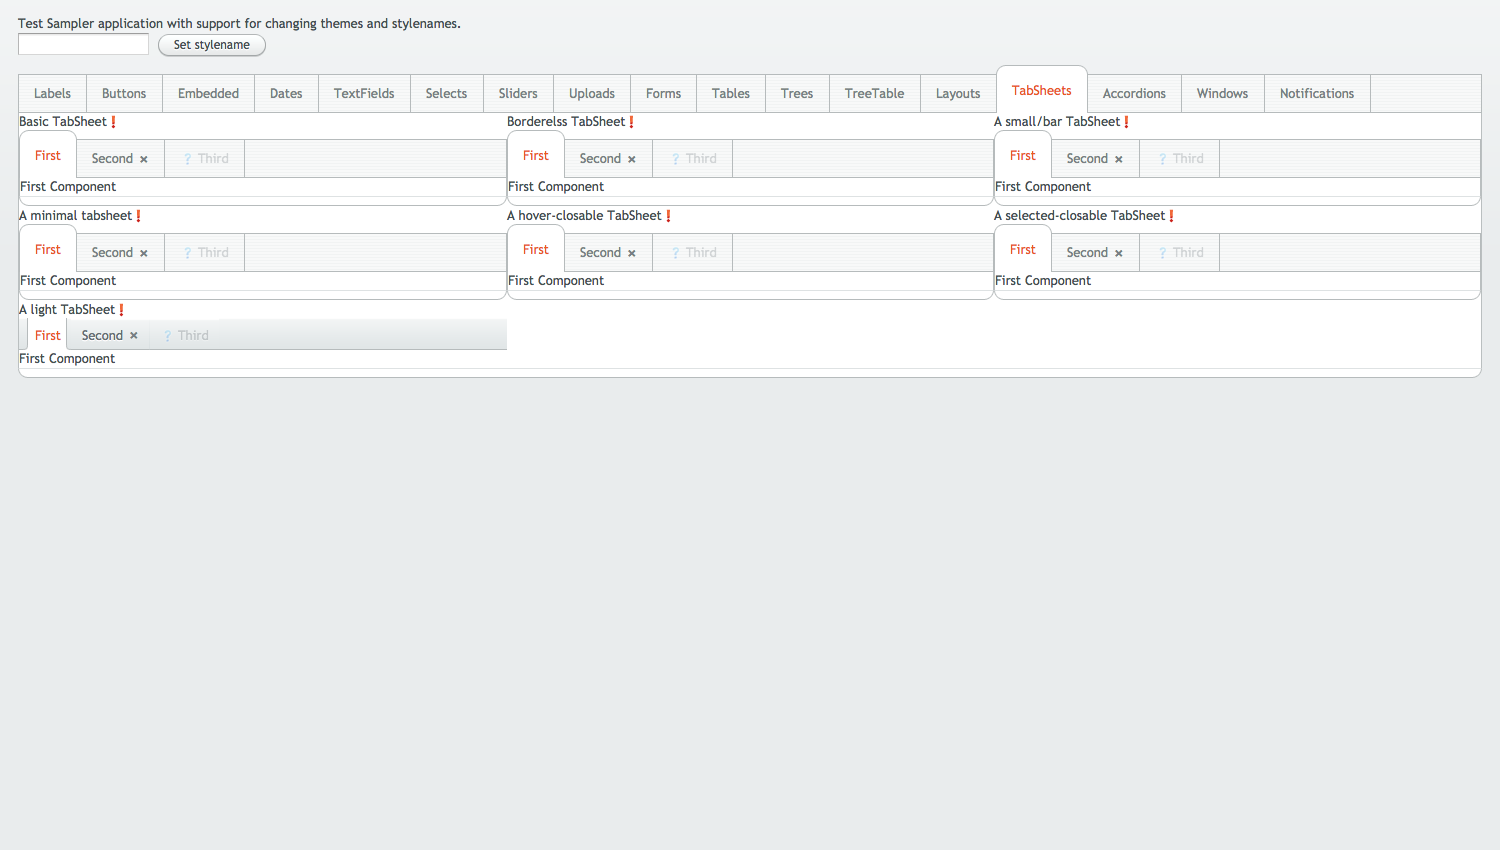 Test Sampler application with support for changing themes and stylenames.
Set stylename
Labels Buttons Embedded Dates TextFields Selects Sliders Uploads Forms Tables Trees TreeTable Layouts TabSheets Accordions Windows Notifications
Basic TabSheet ! Borderelss TabSheet ! A small/bar TabSheet !
First Second × ? Third First Second × ? Third First Second × ? Third
First Component First Component First Component
A minimal tabsheet ! A hover-closable TabSheet ! A selected-closable TabSheet !
First Second × ? Third First Second × ? Third First Second × ? Third
First Component First Component First Component
A light TabSheet !
First Second × ? Third
First Component